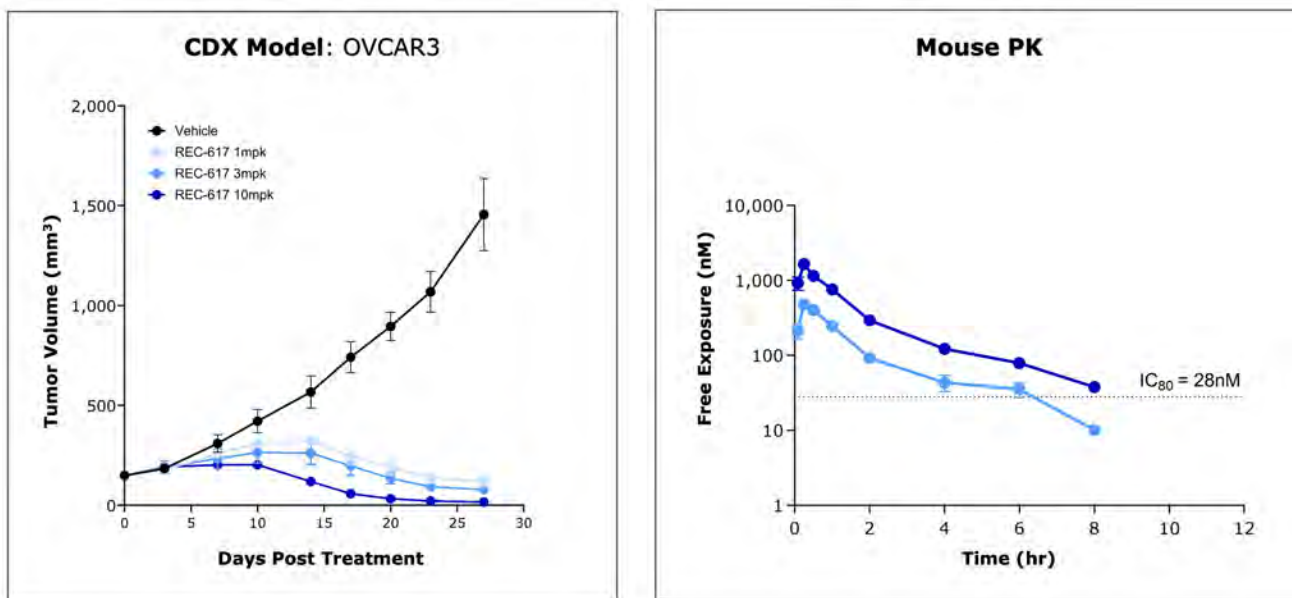 CDX Model: OVCAR3
2,000
1,500
1,000
500
0
Tumor Volume (mm³)
Vehicle
REC-617 1mpk
REC-617 3mpk
REC-617 10mpk
0 5 10 15 20 25 30
Days Post Treatment
Mouse PK
10,000
1,000
100
10
1
Free Exposure (nM)
IC₈₀ = 28nM
0 2 4 6 8 10 12
Time (hr)